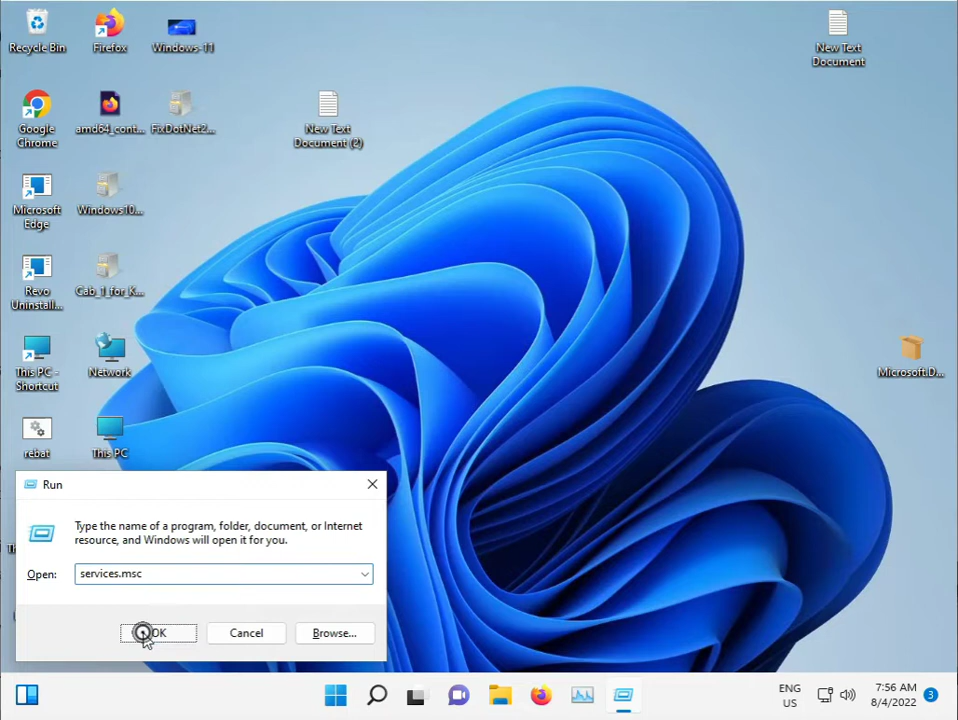 Recycle Bin
Firefox
Windows-11
New Text
Document
Google
Chrome
amd64_cont...
FixDotNet2...
New Text
Document (2)
Microsoft
Edge
Windows10...
Revo
Uninstall...
Cab_1_for_K...
This PC -
Shortcut
Network
Microsoft.D...
rebat
This PC
Run
Type the name of a program, folder, document, or Internet
resource, and Windows will open it for you.
Open:
services.msc
OK
Cancel
Browse...
ENG
US
7:56 AM
8/4/2022
3